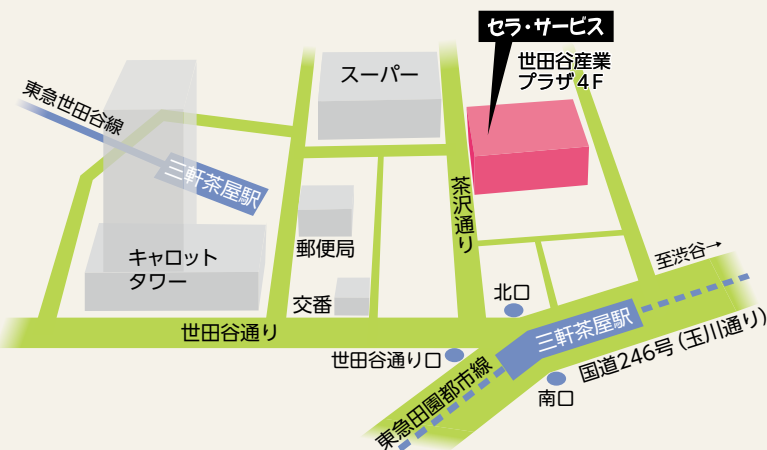 セラ・サービス
世田谷産業
プラザ4F
スーパー
東急世田谷線
三軒茶屋駅
茶沢通り
郵便局
キャロット
タワー
至渋谷→
北口
交番
世田谷通り
三軒茶屋駅
世田谷通り口
国道246号(玉川通り)
南口
東急田園都市線